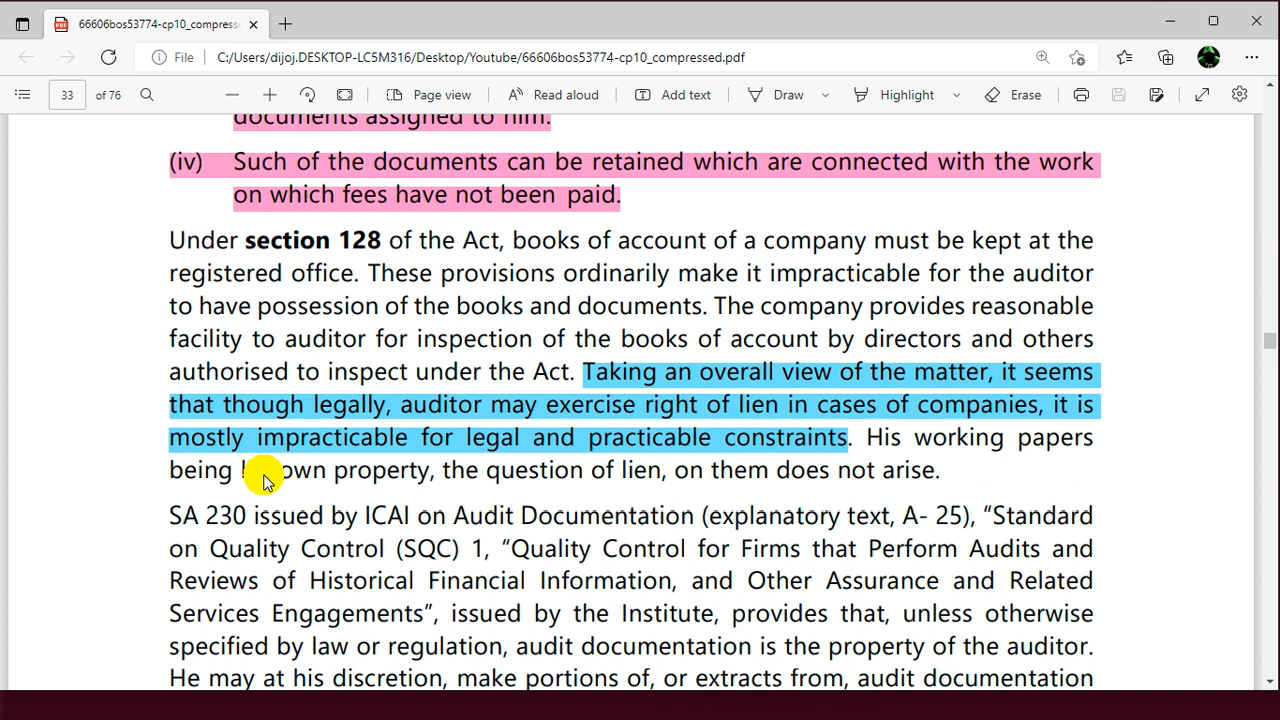 66606bos53774-cp10_compress
File C:/Users/dijoj.DESKTOP-LC5M316/Desktop/Youtube/66606bos53774-cp10_compressed.pdf
33 of 76 Page view Read aloud Add text Draw Highlight Erase
documents assigned to him.
(iv) Such of the documents can be retained which are connected with the work
on which fees have not been paid.
Under section 128 of the Act, books of account of a company must be kept at the
registered office. These provisions ordinarily make it impracticable for the auditor
to have possession of the books and documents. The company provides reasonable
facility to auditor for inspection of the books of account by directors and others
authorised to inspect under the Act. Taking an overall view of the matter, it seems
that though legally, auditor may exercise right of lien in cases of companies, it is
mostly impracticable for legal and practicable constraints. His working papers
being own property, the question of lien, on them does not arise.
SA 230 issued by ICAI on Audit Documentation (explanatory text, A- 25), “Standard
on Quality Control (SQC) 1, “Quality Control for Firms that Perform Audits and
Reviews of Historical Financial Information, and Other Assurance and Related
Services Engagements”, issued by the Institute, provides that, unless otherwise
specified by law or regulation, audit documentation is the property of the auditor.
He may at his discretion, make portions of, or extracts from, audit documentation